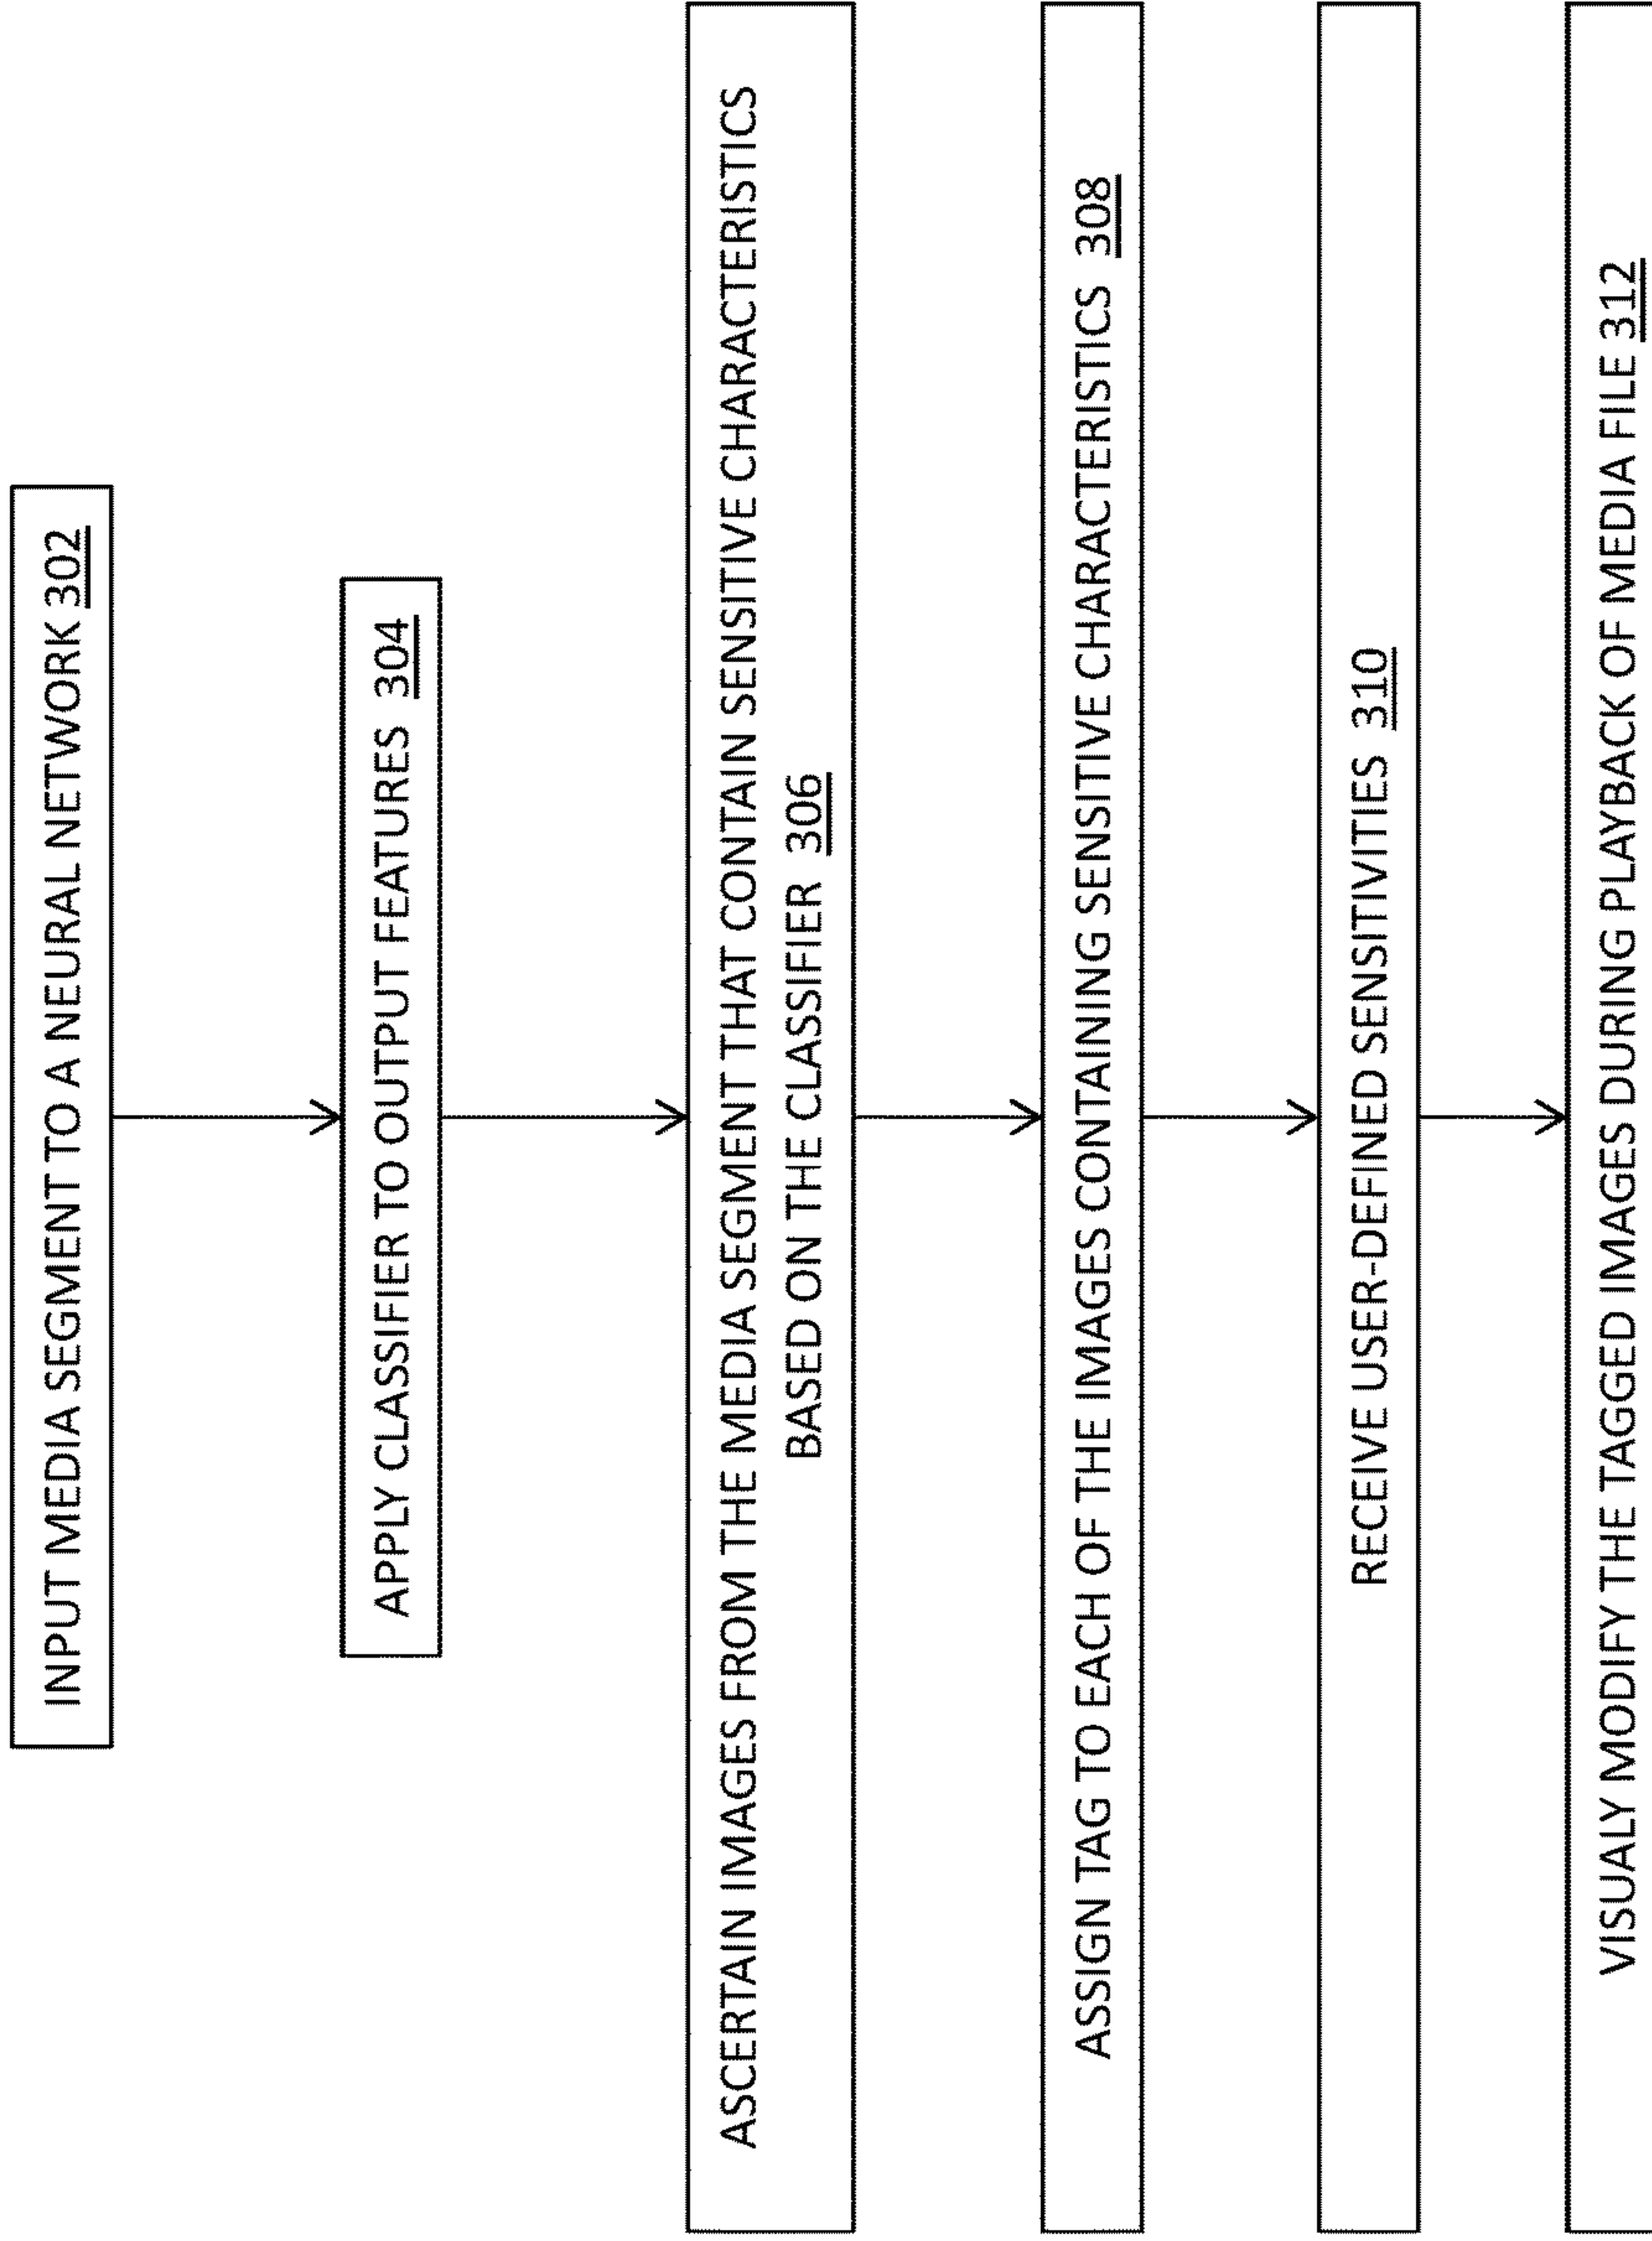 INPUT MEDIA SEGMENT TO A NEURAL NETWORK 302
APPLY CLASSIFIER TO OUTPUT FEATURES 304
ASCERTAIN IMAGES FROM THE MEDIA SEGMENT THAT CONTAIN SENSITIVE CHARACTERISTICS
BASED ON THE CLASSIFIER 306
ASSIGN TAG TO EACH OF THE IMAGES CONTAINING SENSITIVE CHARACTERISTICS 308
RECEIVE USER-DEFINED SENSITIVITIES 310
VISUALY MODIFY THE TAGGED IMAGES DURING PLAYBACK OF MEDIA FILE 312